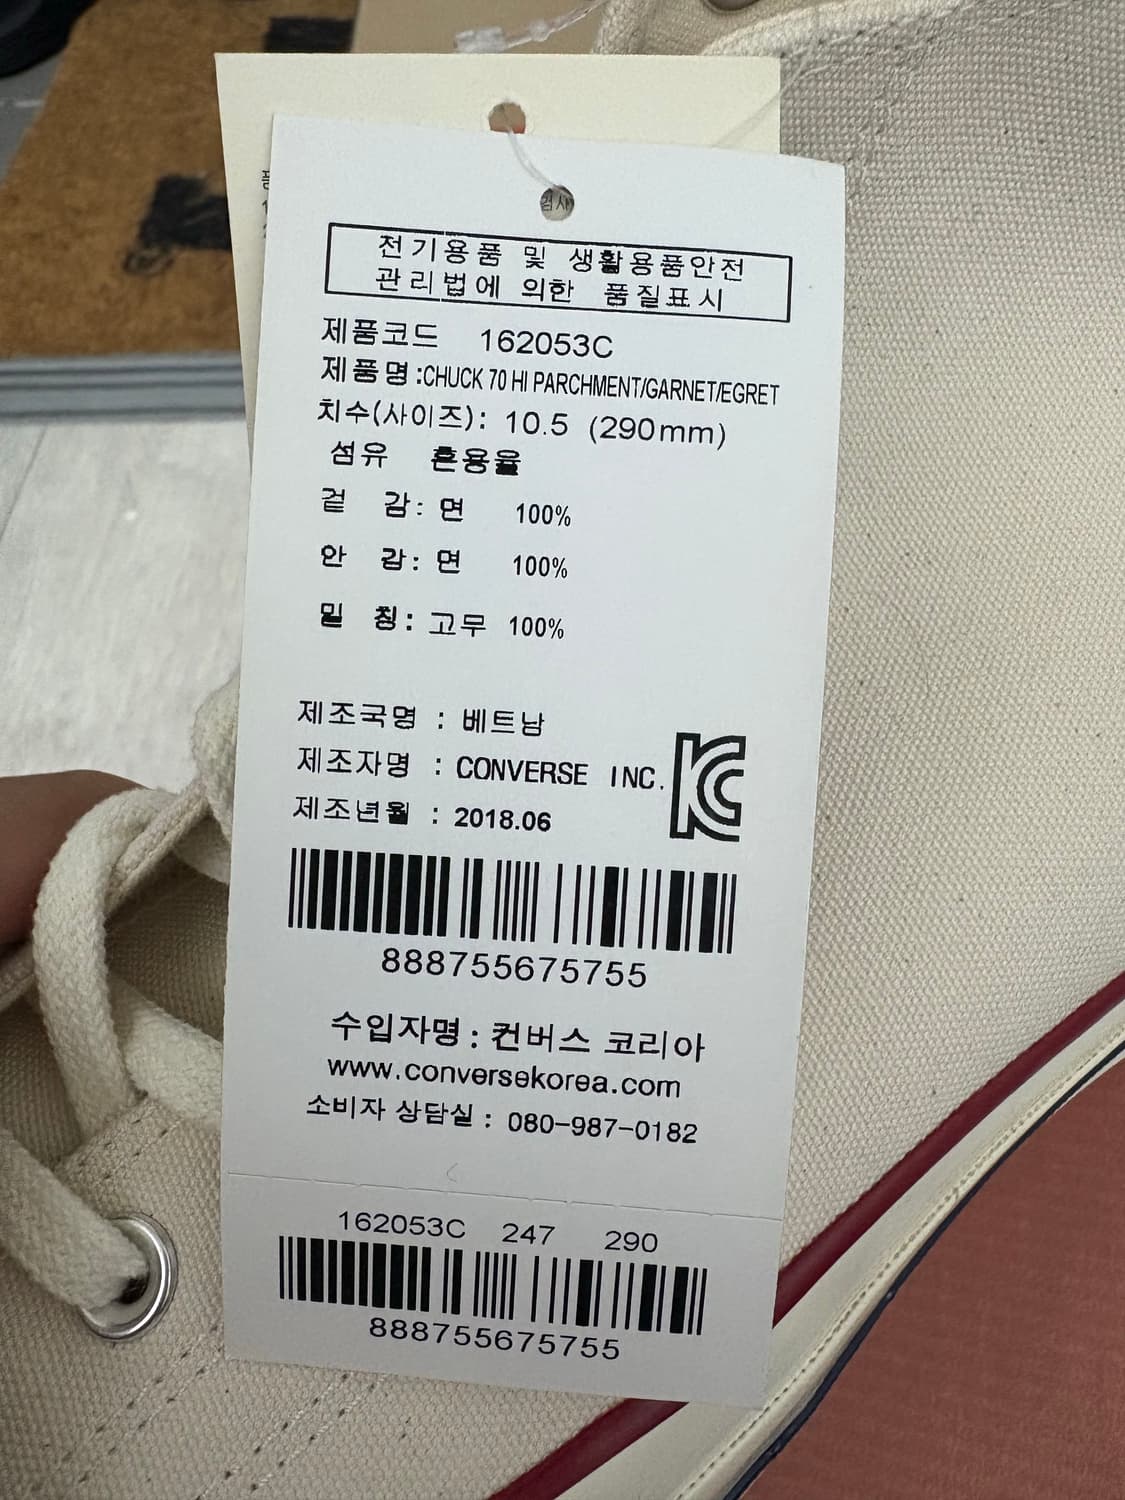 검사
전기용품 및 생활용품안전
관리법에 의한 품질표시
제품코드 162053C
제품명:CHUCK 70 HI PARCHMENT/GARNET/EGRET
치수(사이즈): 10.5 (290mm)
섬유 혼용율
겉 감: 면 100%
안 감: 면 100%
밑 창: 고무 100%
제조국명 : 베트남
제조자명 : CONVERSE INC.
제조년월 : 2018.06
888755675755
수입자명 : 컨버스 코리아
www.conversekorea.com
소비자 상담실 : 080-987-0182
162053C 247 290
888755675755